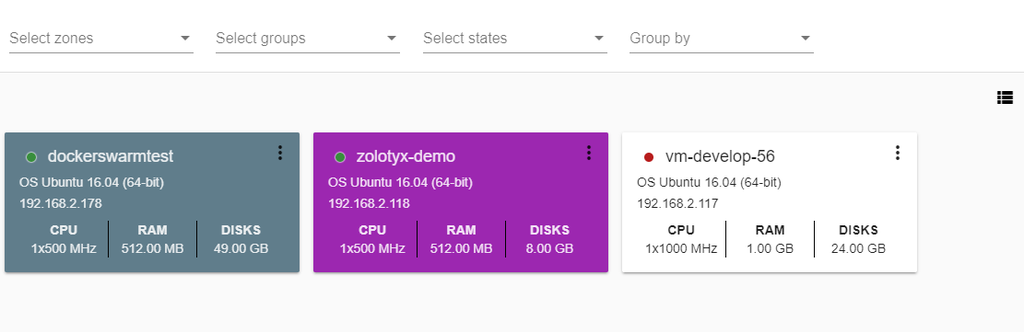 Select zones
Select groups
Select states
Group by
dockerswarmtest
OS Ubuntu 16.04 (64-bit)
192.168.2.178
CPU RAM DISKS
1x500 MHz 512.00 MB 49.00 GB
zolotyx-demo
OS Ubuntu 16.04 (64-bit)
192.168.2.118
CPU RAM DISKS
1x500 MHz 512.00 MB 8.00 GB
vm-develop-56
OS Ubuntu 16.04 (64-bit)
192.168.2.117
CPU RAM DISKS
1x1000 MHz 1.00 GB 24.00 GB